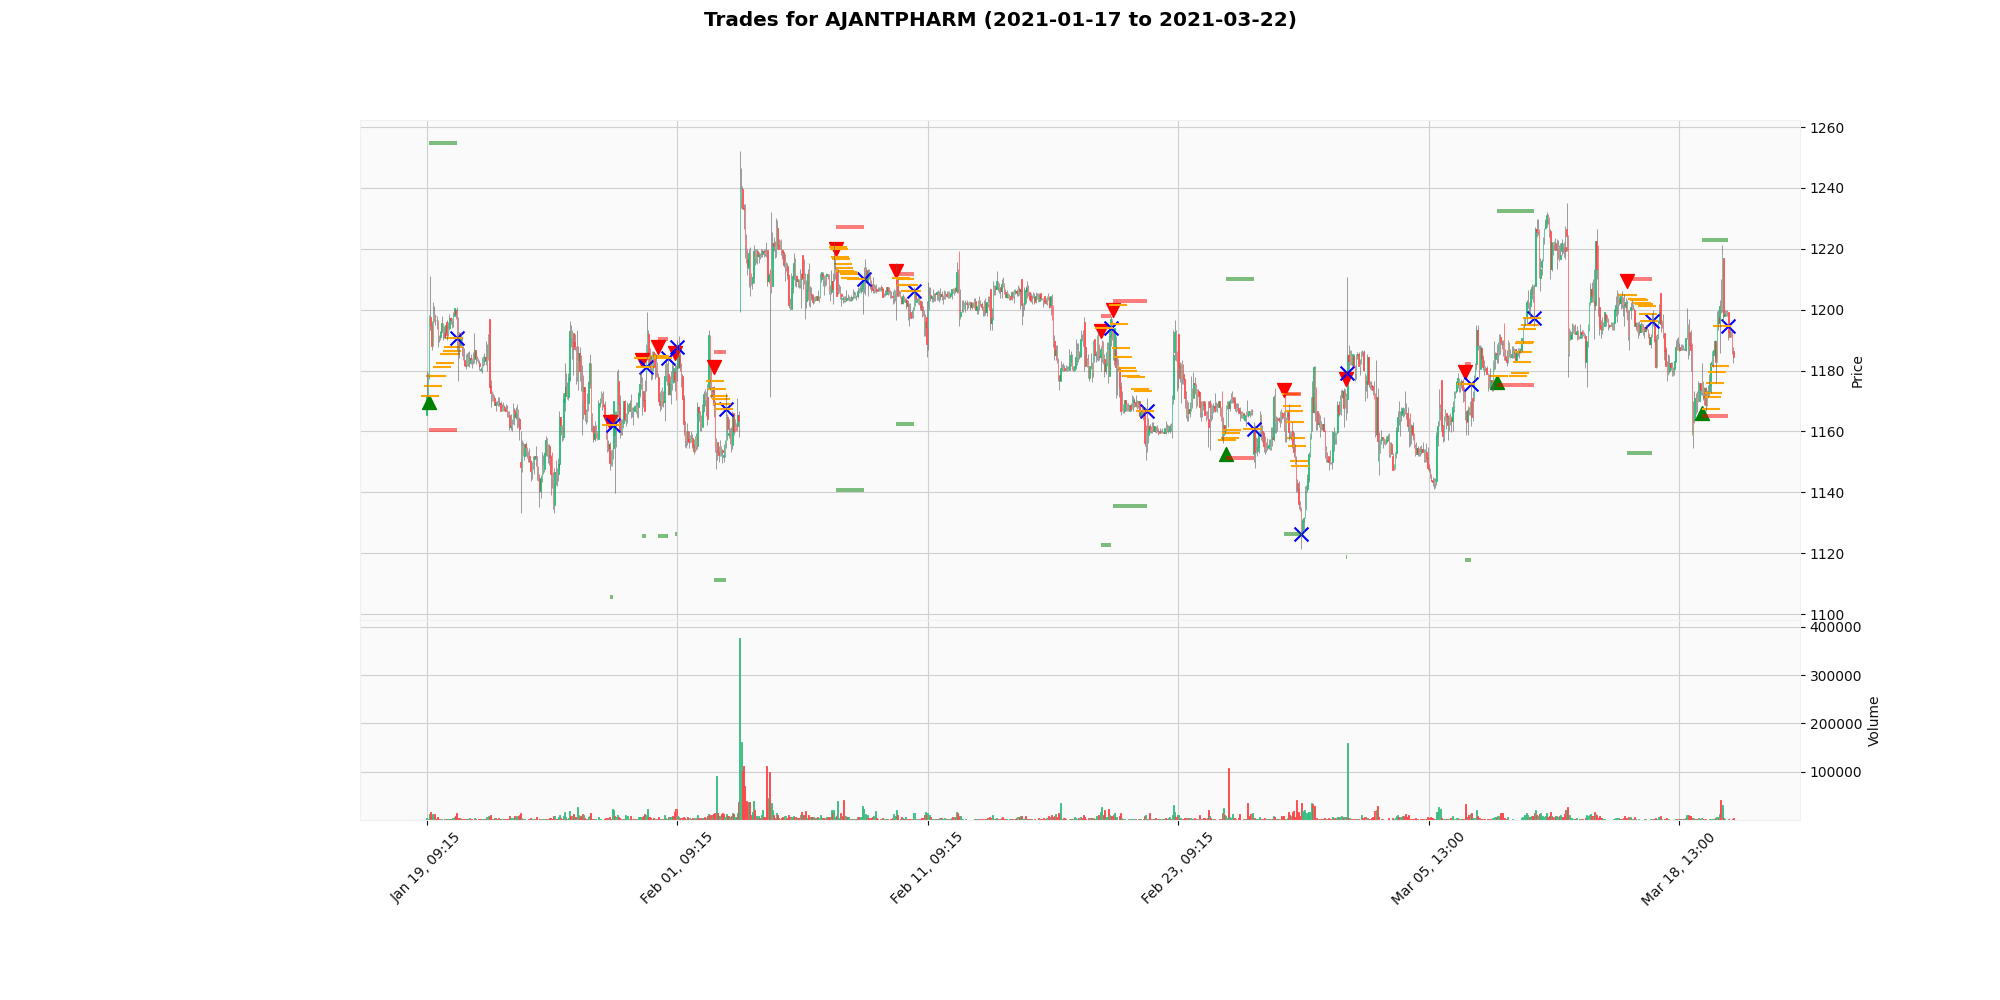 Trades for AJANTPHARM (2021-01-17 to 2021-03-22)
1260
1240
1220
1200
1180
1160
1140
1120
1100
Price
400000
300000
200000
100000
Volume
Jan 19, 09:15
Feb 01, 09:15
Feb 11, 09:15
Feb 23, 09:15
Mar 05, 13:00
Mar 18, 13:00